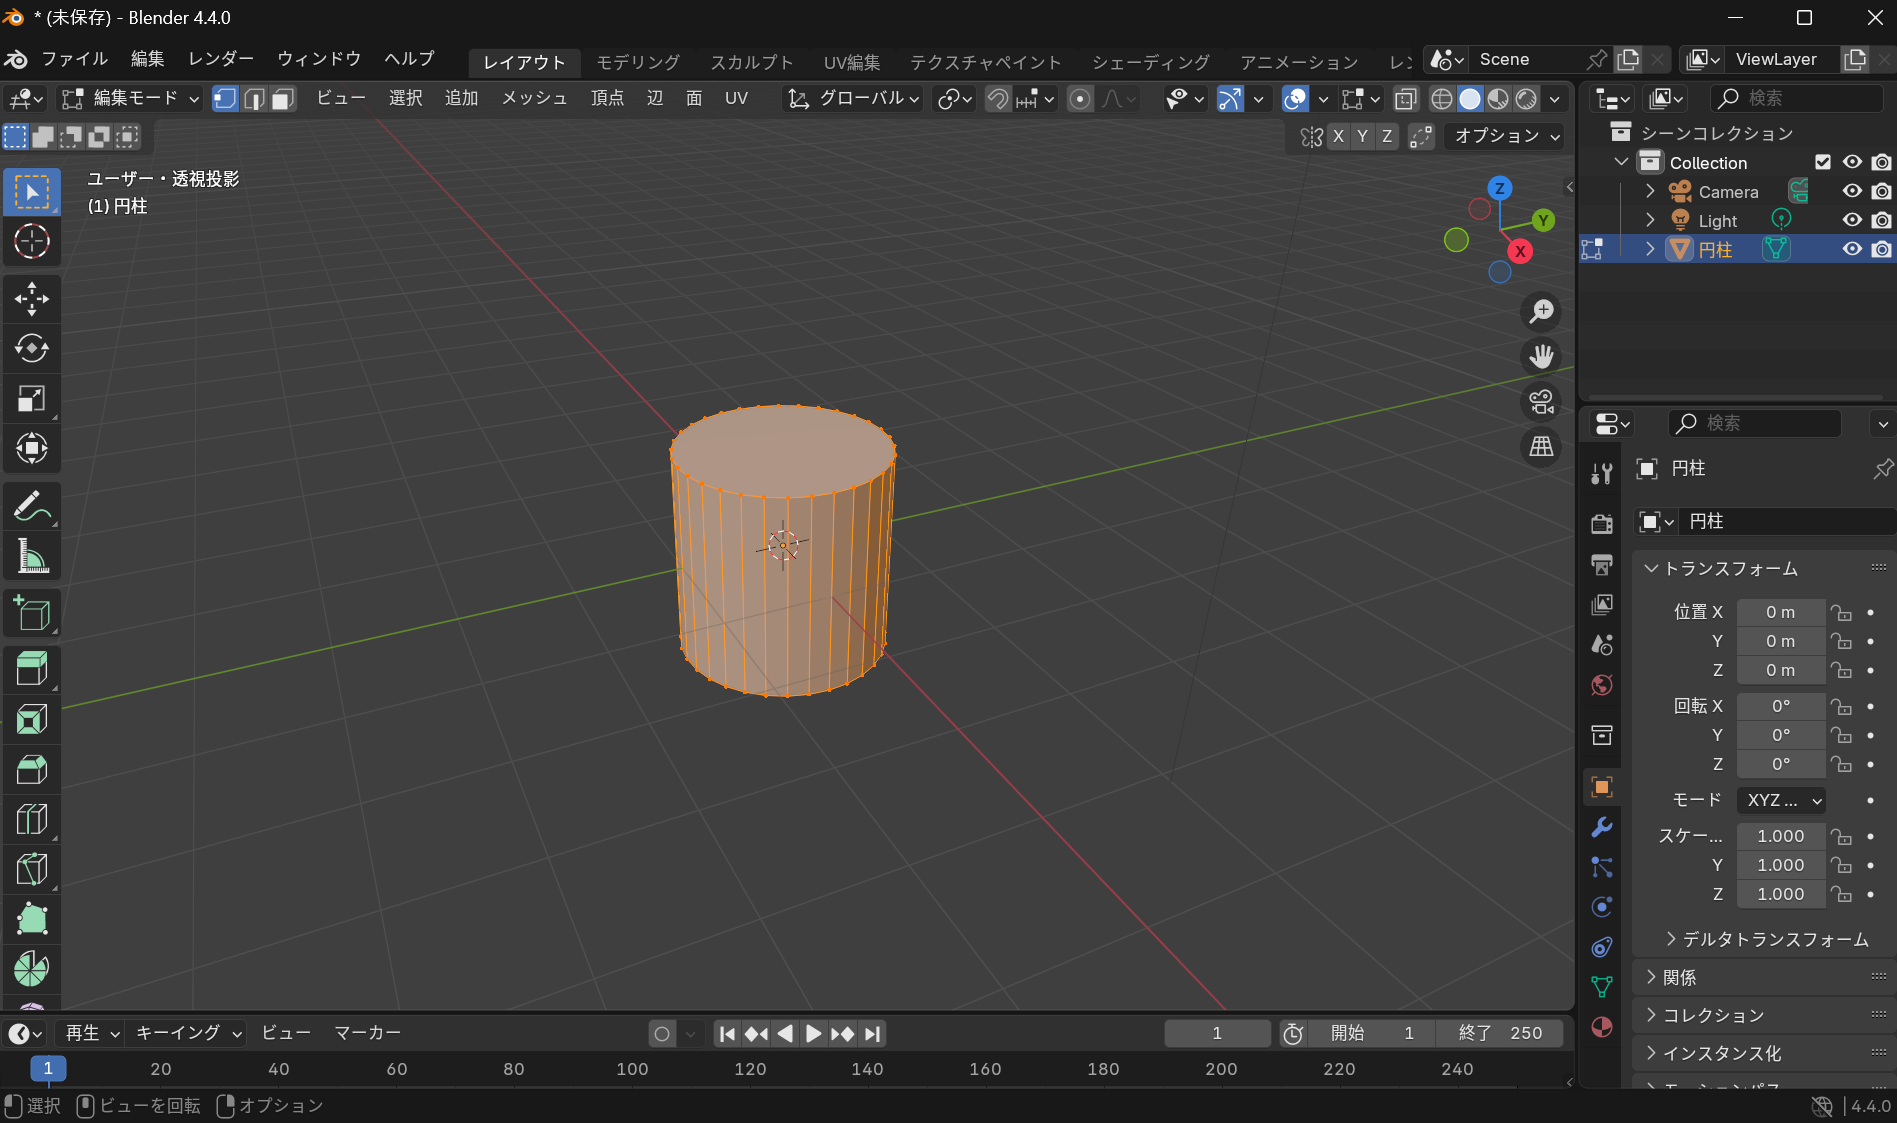 * (未保存) - Blender 4.4.0
ファイル 編集 レンダー ウィンドウ ヘルプ レイアウト モデリング スカルプト UV編集 テクスチャペイント シェーディング アニメーション レン Scene ViewLayer
編集モード ビュー 選択 追加 メッシュ 頂点 辺 面 UV グローバル 検索
X Y Z オプション
シーンコレクション
Collection
Camera
Light
円柱
ユーザー・透視投影
(1) 円柱
Z
Y
X
検索
円柱
円柱
トランスフォーム
位置 X 0 m
Y 0 m
Z 0 m
回転 X 0°
Y 0°
Z 0°
モード XYZ ...
スケー... 1.000
Y 1.000
Z 1.000
デルタトランスフォーム
関係
コレクション
インスタンス化
モーションパス
再生 キーイング ビュー マーカー 1 開始 1 終了 250
1 20 40 60 80 100 120 140 160 180 200 220 240
選択 ビューを回転 オプション 4.4.0